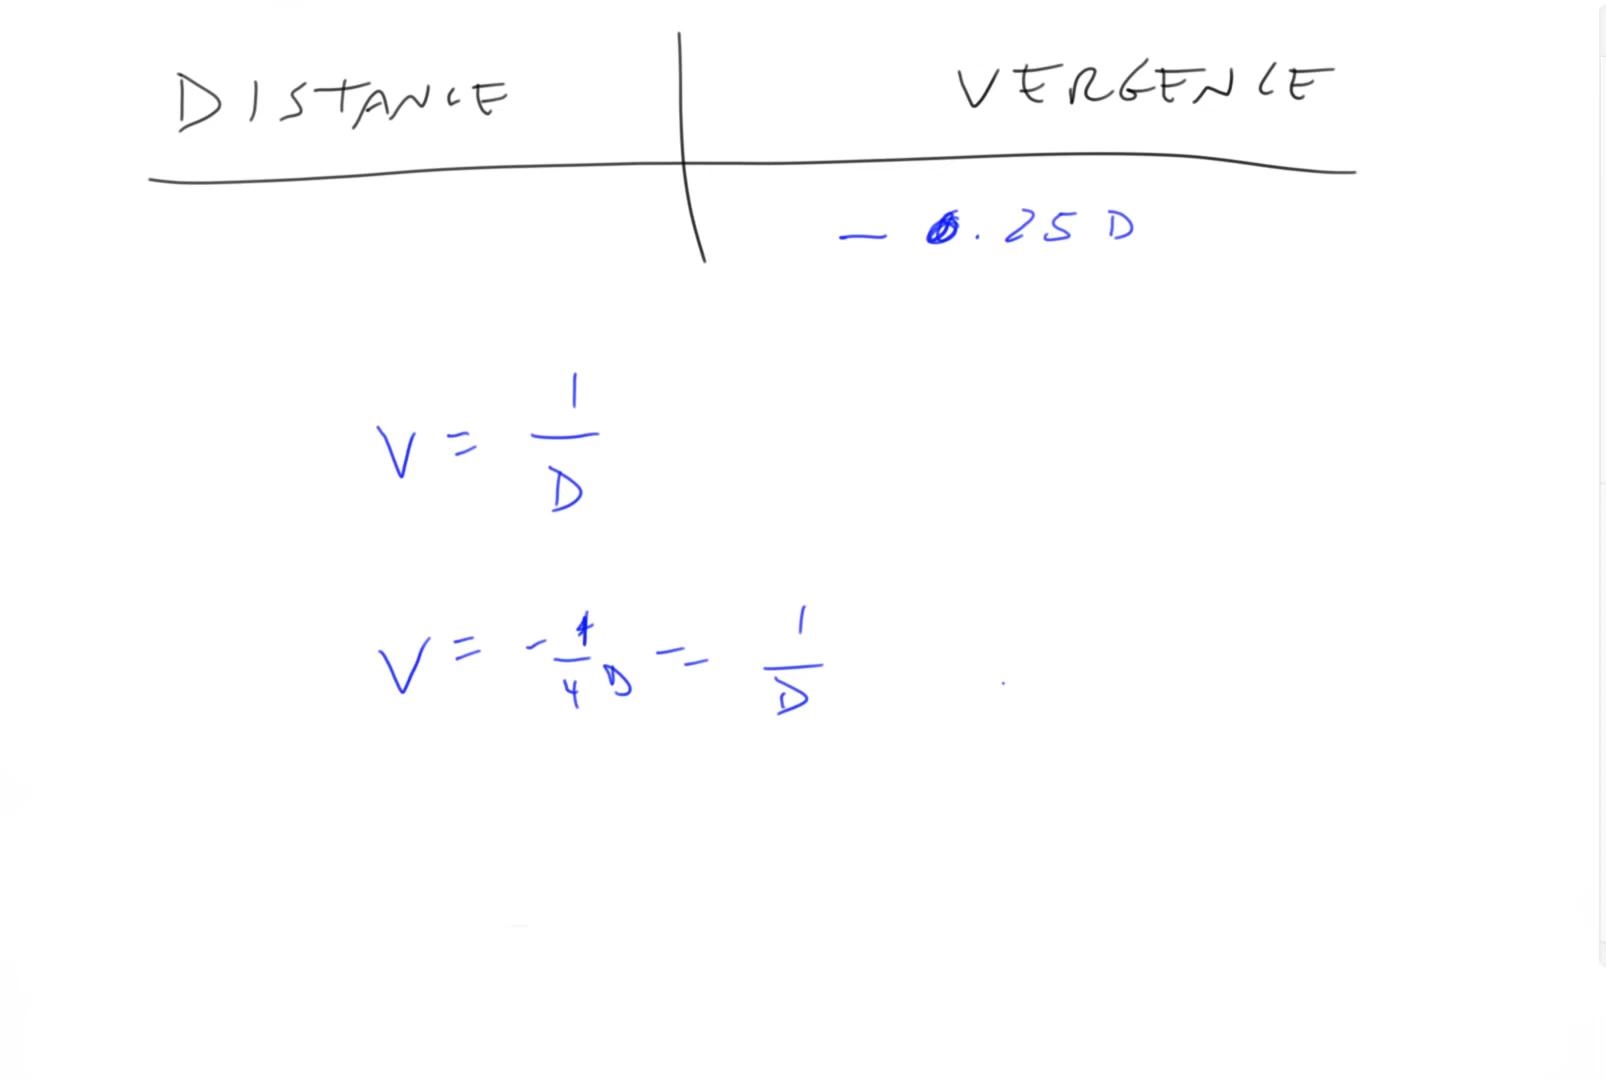 DISTANCE VERGENCE
- 0.25 D
V = 1/D
V = - 1/4 D = 1/D